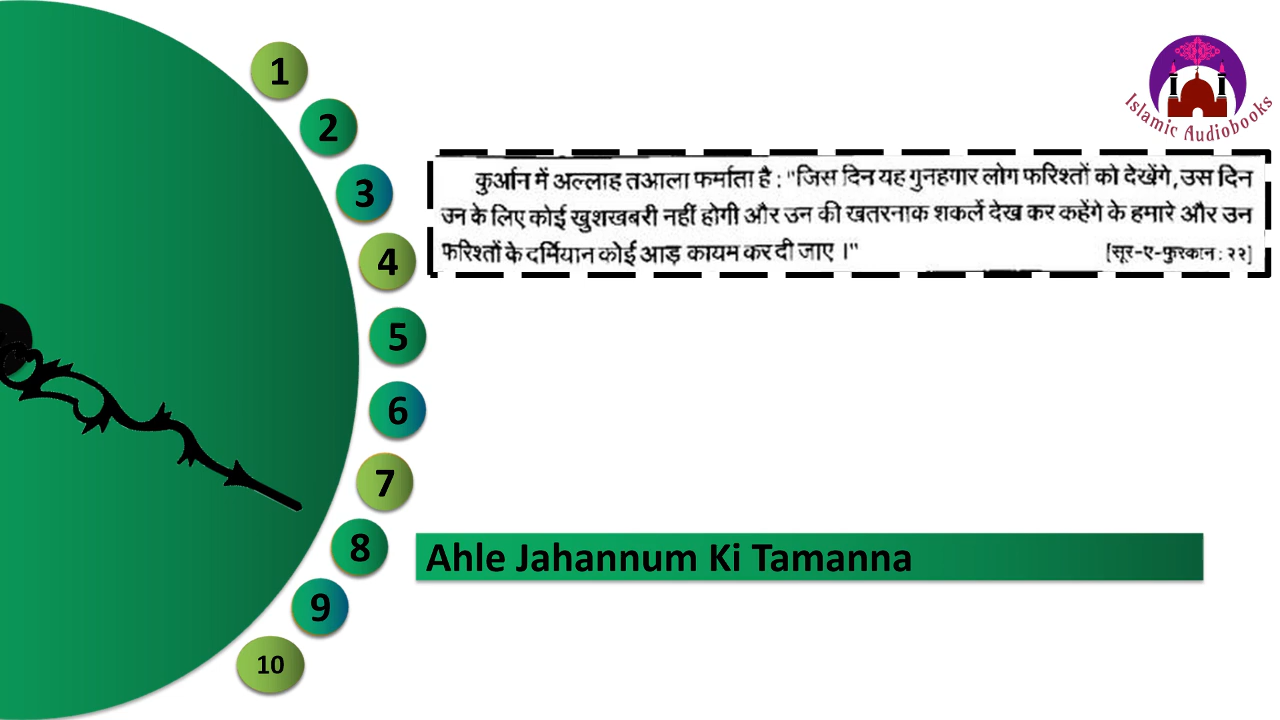 1
2
3
4
5
6
7
8
9
10
Islamic Audiobooks
कुर्आन में अल्लाह तआला फर्माता है : "जिस दिन यह गुनहगार लोग फरिश्तों को देखेंगे, उस दिन
उन के लिए कोई खुशखबरी नहीं होगी और उन की खतरनाक शकलें देख कर कहेंगे के हमारे और उन
फरिश्तों के दर्मियान कोई आड़ कायम कर दी जाए ।" [सूर-ए-फुरकान : २२]
Ahle Jahannum Ki Tamanna